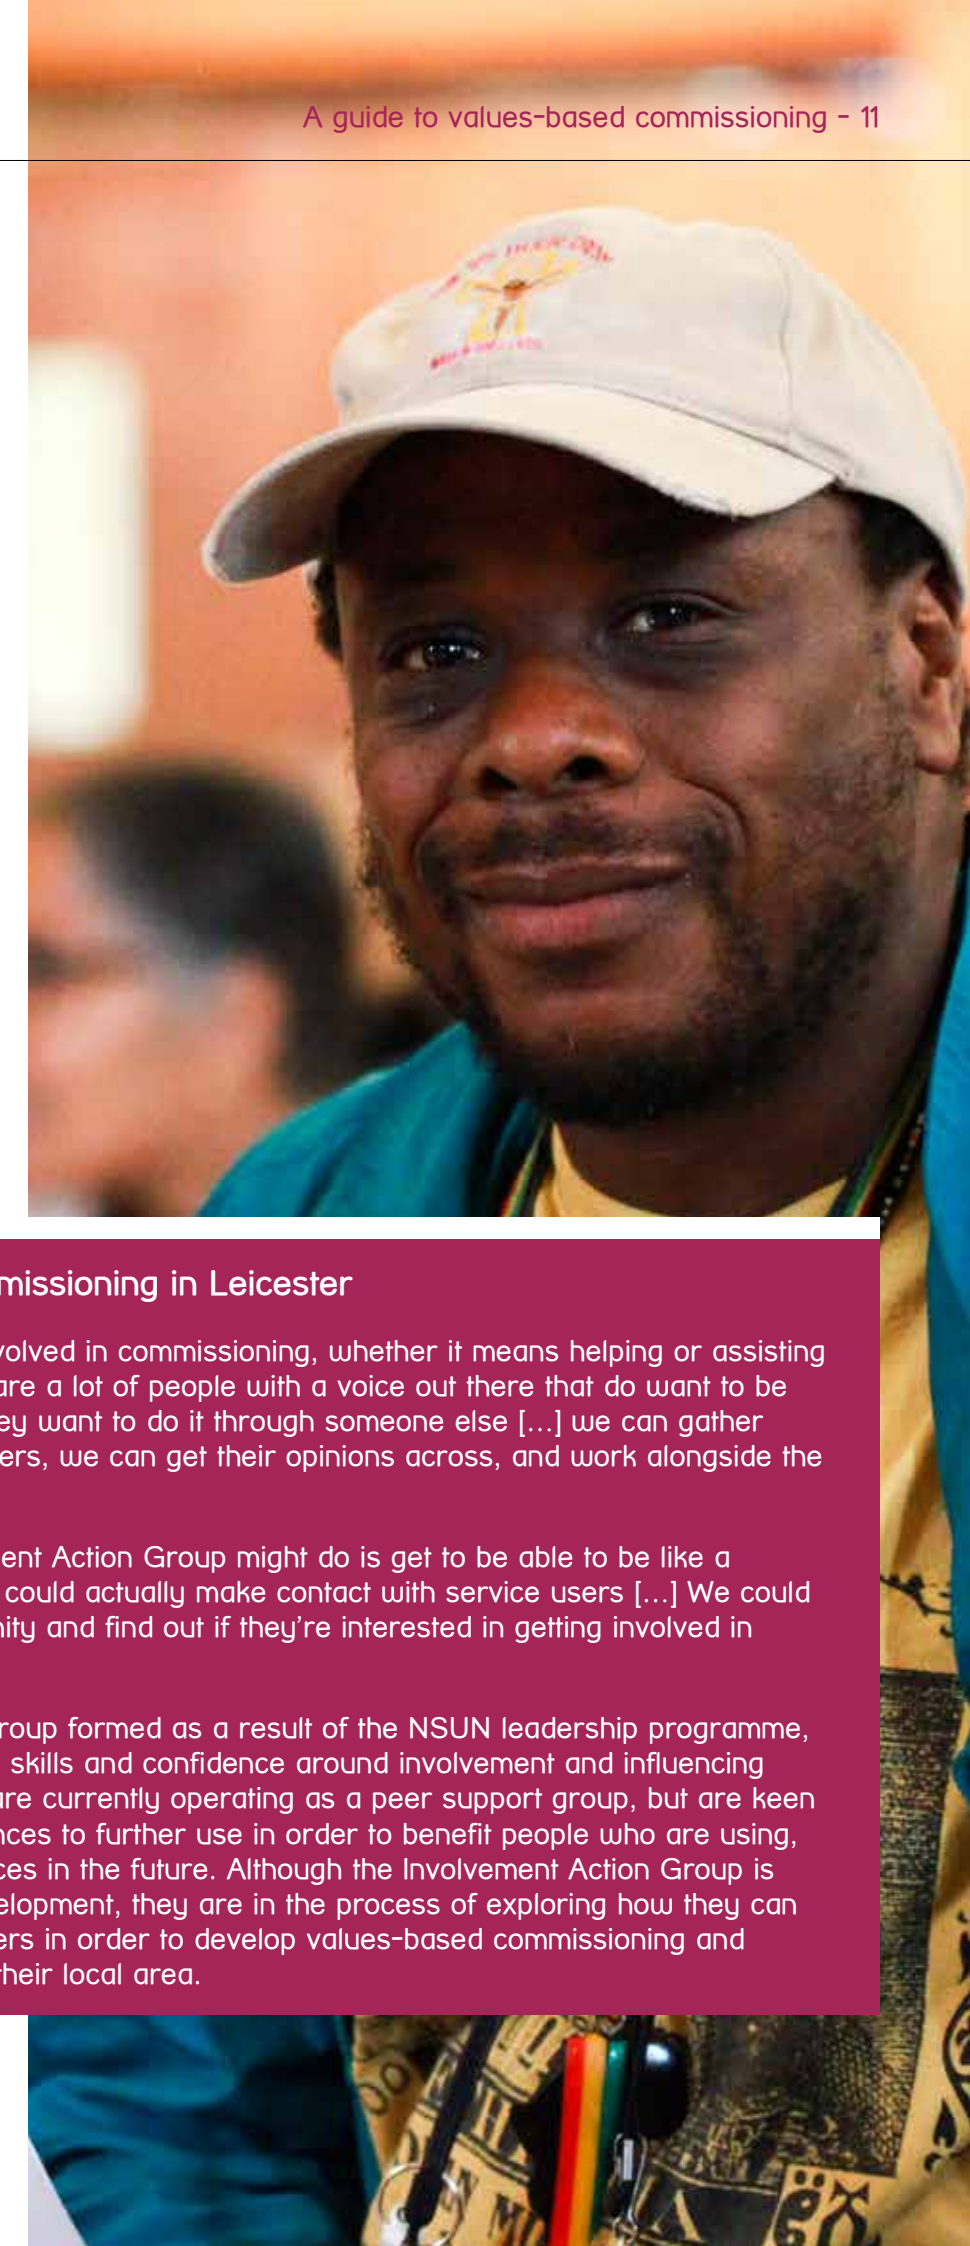 A guide to values-based commissioning - 11
missioning in Leicester
volved in commissioning, whether it means helping or assisting
are a lot of people with a voice out there that do want to be
ey want to do it through someone else [...] we can gather
ers, we can get their opinions across, and work alongside the
ent Action Group might do is get to be able to be like a
could actually make contact with service users [...] We could
nity and find out if they’re interested in getting involved in
roup formed as a result of the NSUN leadership programme,
skills and confidence around involvement and influencing
are currently operating as a peer support group, but are keen
nces to further use in order to benefit people who are using,
ces in the future. Although the Involvement Action Group is
elopment, they are in the process of exploring how they can
ers in order to develop values-based commissioning and
their local area.